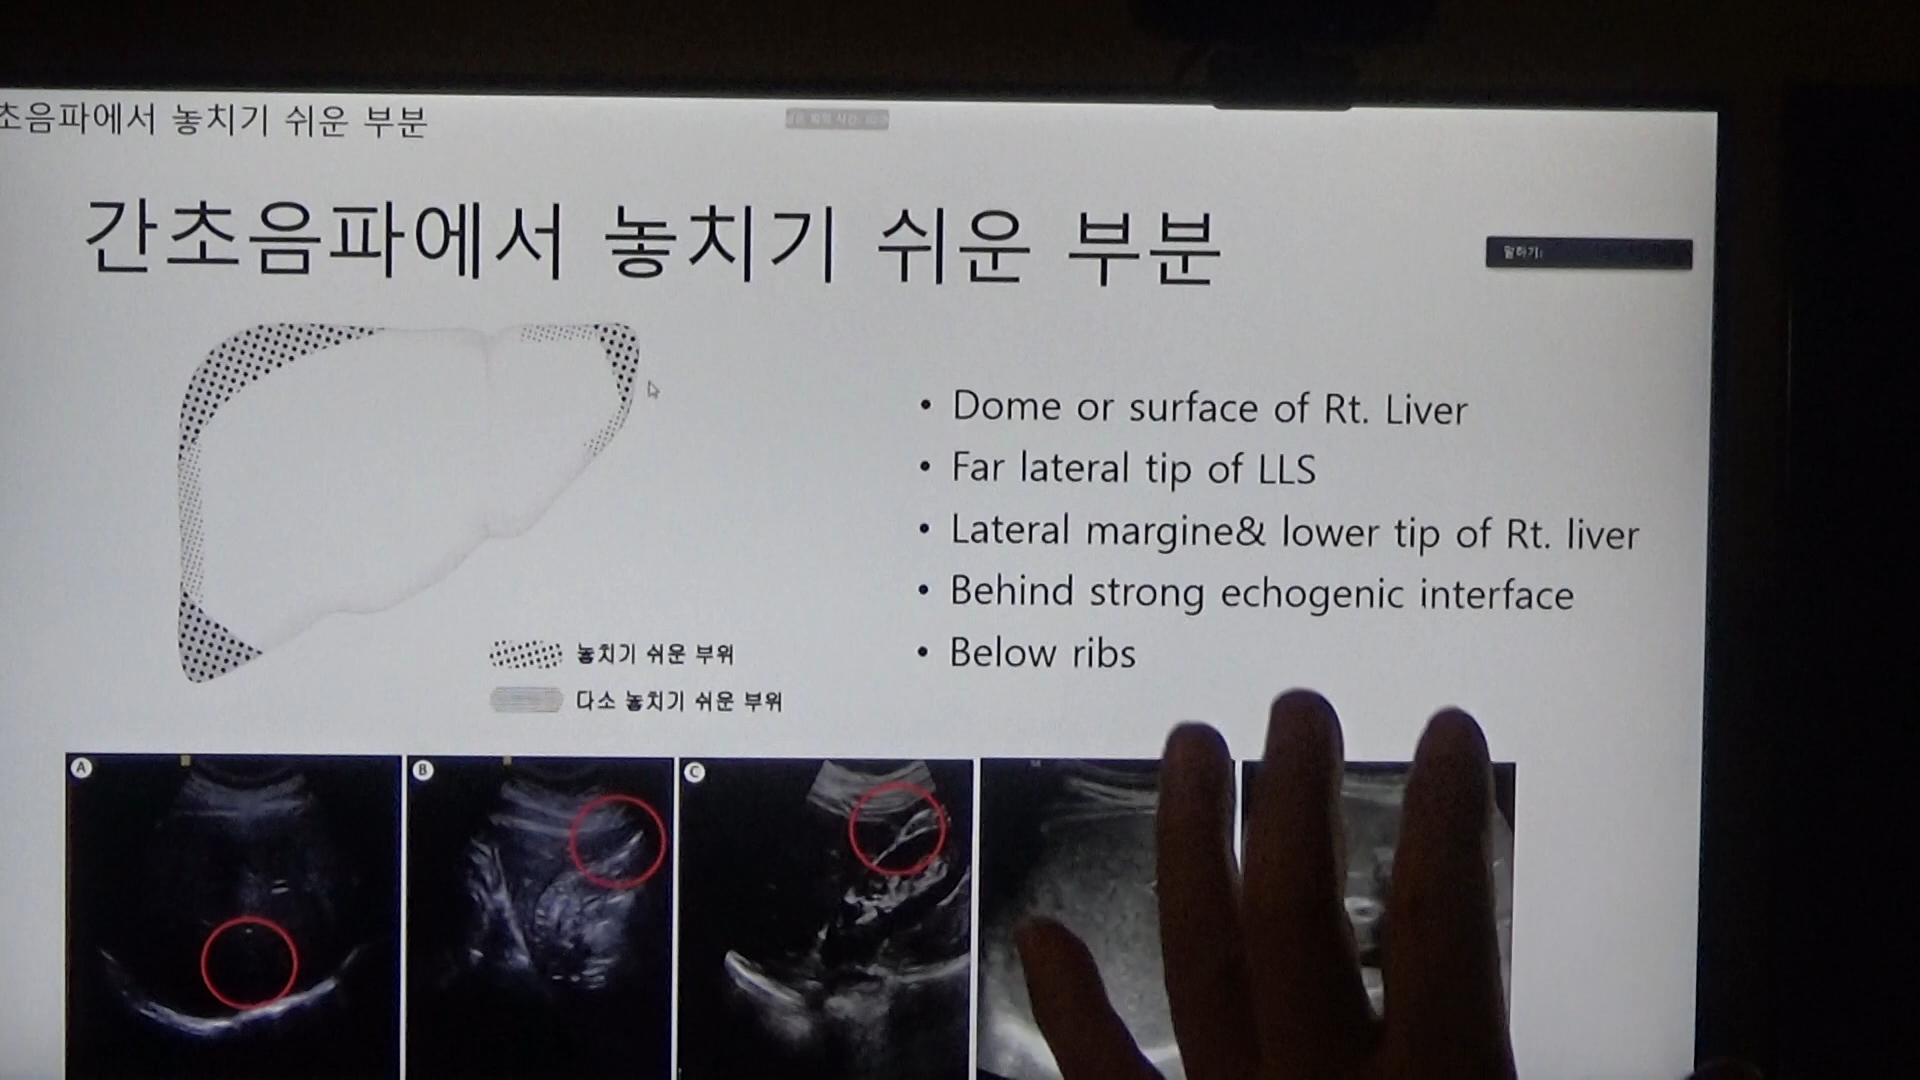 초음파에서 놓치기 쉬운 부분
간초음파에서 놓치기 쉬운 부분
말하기:
• Dome or surface of Rt. Liver
• Far lateral tip of LLS
• Lateral margine& lower tip of Rt. liver
• Behind strong echogenic interface
• Below ribs
놓치기 쉬운 부위
다소 놓치기 쉬운 부위
A
B
C